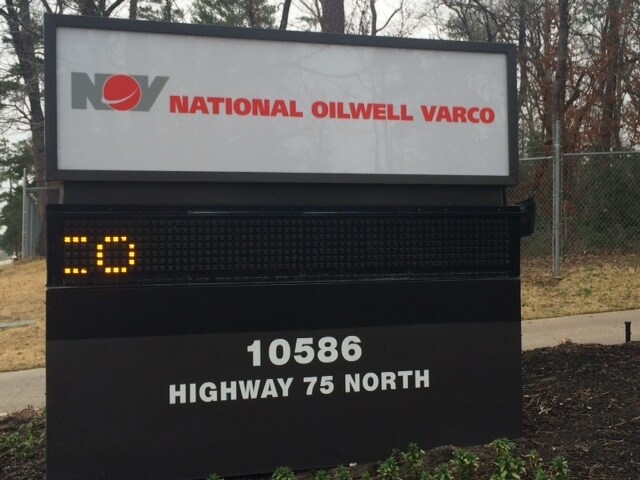 NOV NATIONAL OILWELL VARCO
10586
HIGHWAY 75 NORTH